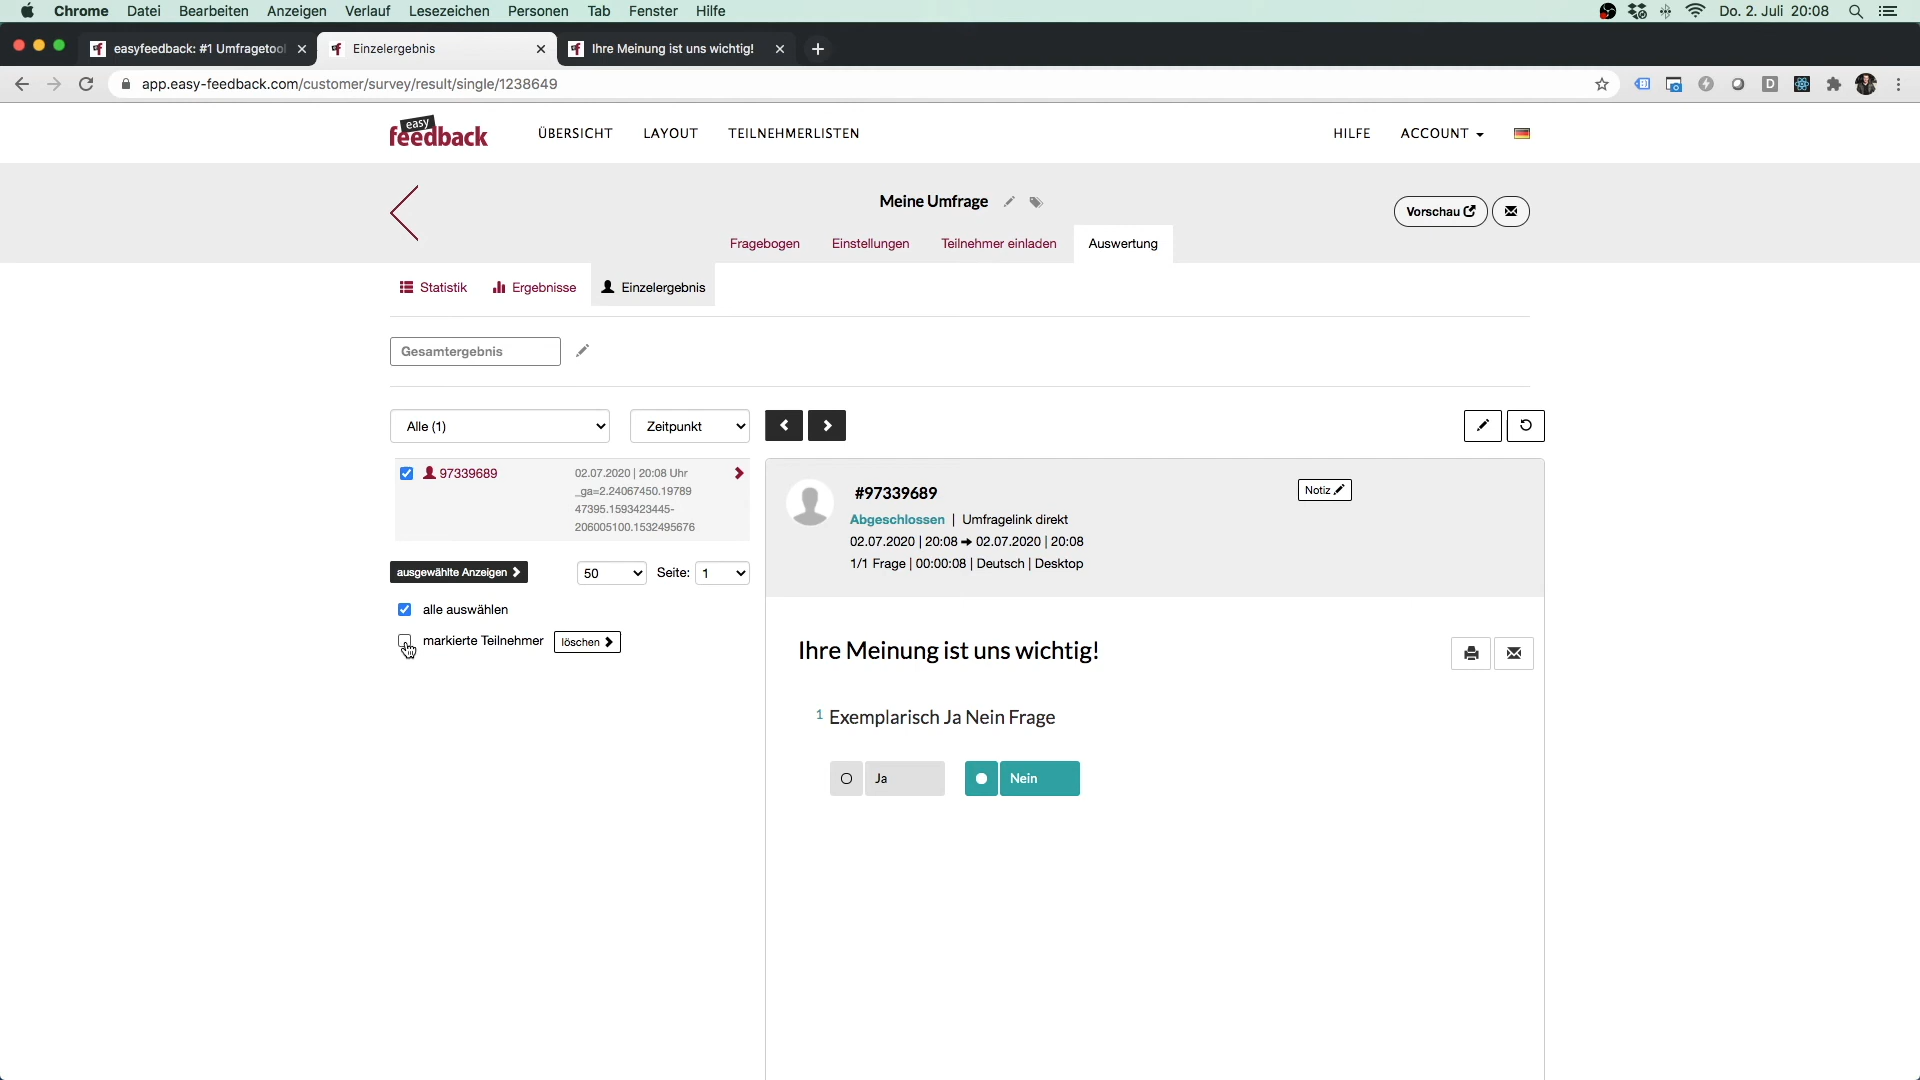 Chrome Datei Bearbeiten Anzeigen Verlauf Lesezeichen Personen Tab Fenster Hilfe Do. 2. Juli 20:08
easyfeedback: #1 Umfragetool Einzelergebnis Ihre Meinung ist uns wichtig!
app.easy-feedback.com/customer/survey/result/single/1238649
easy
feedback
ÜBERSICHT LAYOUT TEILNEHMERLISTEN HILFE ACCOUNT
Meine Umfrage
Vorschau
Fragebogen Einstellungen Teilnehmer einladen Auswertung
Statistik Ergebnisse Einzelergebnis
Gesamtergebnis
Alle (1) Zeitpunkt
97339689 02.07.2020 | 20:08 Uhr
_ga=2.24067450.19789
47395.1593423445-
206005100.1532495676
ausgewählte Anzeigen 50 Seite: 1
alle auswählen
markierte Teilnehmer löschen
#97339689 Notiz
Abgeschlossen | Umfragelink direkt
02.07.2020 | 20:08 → 02.07.2020 | 20:08
1/1 Frage | 00:00:08 | Deutsch | Desktop
Ihre Meinung ist uns wichtig!
1 Exemplarisch Ja Nein Frage
Ja Nein